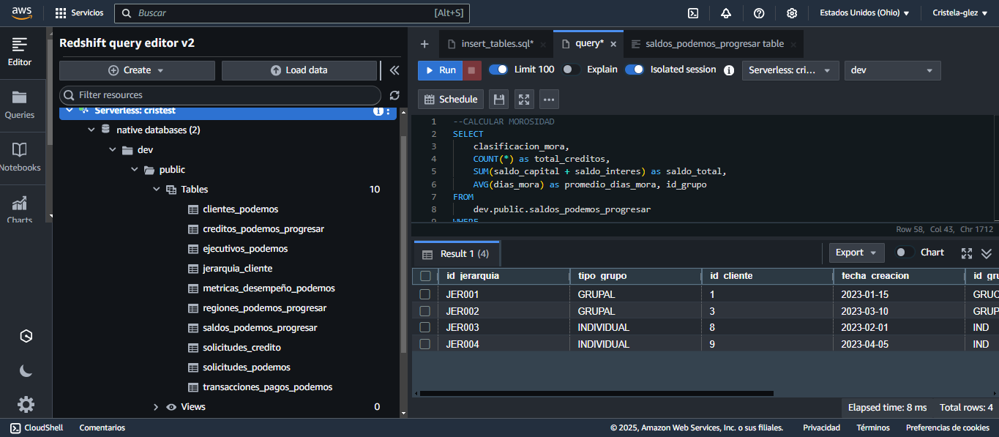 aws Servicios Buscar [Alt+S] Estados Unidos (Ohio) Cristela-glez
Editor
Queries
Notebooks
Charts
Redshift query editor v2
Create Load data
Filter resources
Serverless: cristest
native databases (2)
dev
public
Tables 10
clientes_podemos
creditos_podemos_progresar
ejecutivos_podemos
jerarquia_cliente
metricas_desempeño_podemos
regiones_podemos_progresar
saldos_podemos_progresar
solicitudes_credito
solicitudes_podemos
transacciones_pagos_podemos
Views 0
insert_tables.sql* query* saldos_podemos_progresar table
Run Limit 100 Explain Isolated session Serverless: cri... dev
Schedule
1 --CALCULAR MOROSIDAD
2 SELECT
3 clasificacion_mora,
4 COUNT(*) as total_creditos,
5 SUM(saldo_capital + saldo_interes) as saldo_total,
6 AVG(dias_mora) as promedio_dias_mora, id_grupo
7 FROM
8 dev.public.saldos_podemos_progresar
9 WHERE
Row 58, Col 43, Chr 1712
Result 1 (4) Export Chart
id_jerarquia tipo_grupo id_cliente fecha_creacion id_gru
JER001 GRUPAL 1 2023-01-15 GRUO
JER002 GRUPAL 3 2023-03-10 GRUP
JER003 INDIVIDUAL 8 2023-02-01 IND
JER004 INDIVIDUAL 9 2023-04-05 IND
Elapsed time: 8 ms Total rows: 4
CloudShell Comentarios © 2025, Amazon Web Services, Inc. o sus filiales. Privacidad Términos Preferencias de cookies